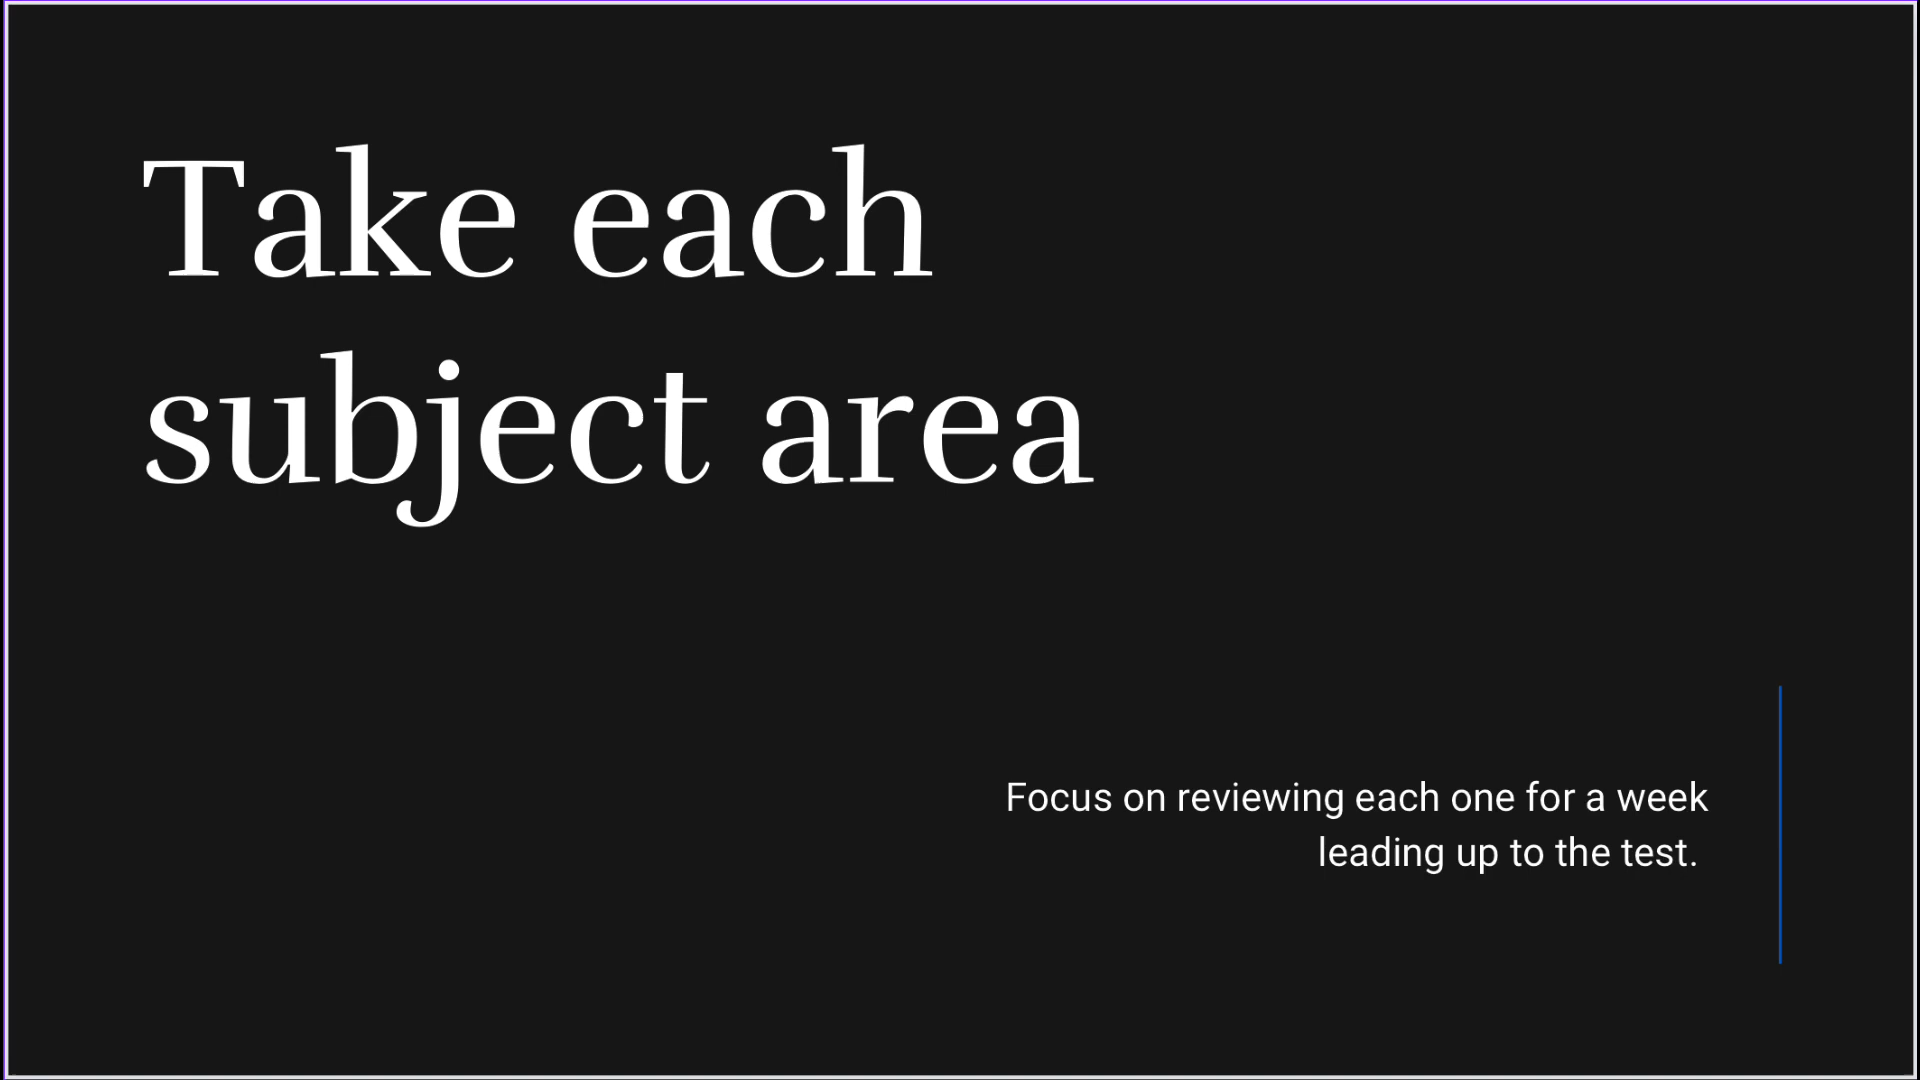 Take each
subject area
Focus on reviewing each one for a week
leading up to the test.